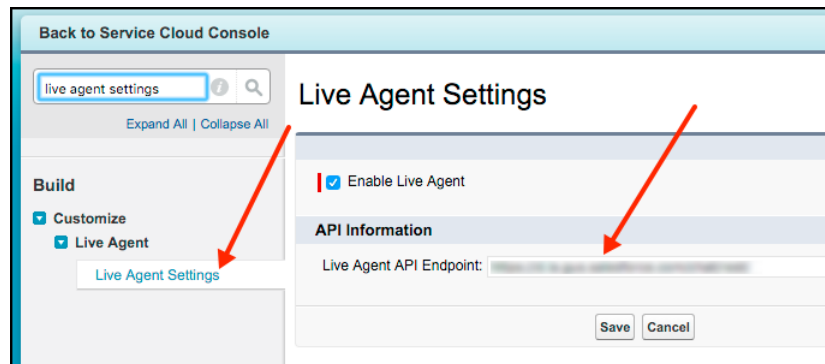 Back to Service Cloud Console
live agent settings
Expand All | Collapse All
Build
Customize
Live Agent
Live Agent Settings
Live Agent Settings
Enable Live Agent
API Information
Live Agent API Endpoint:
Save Cancel